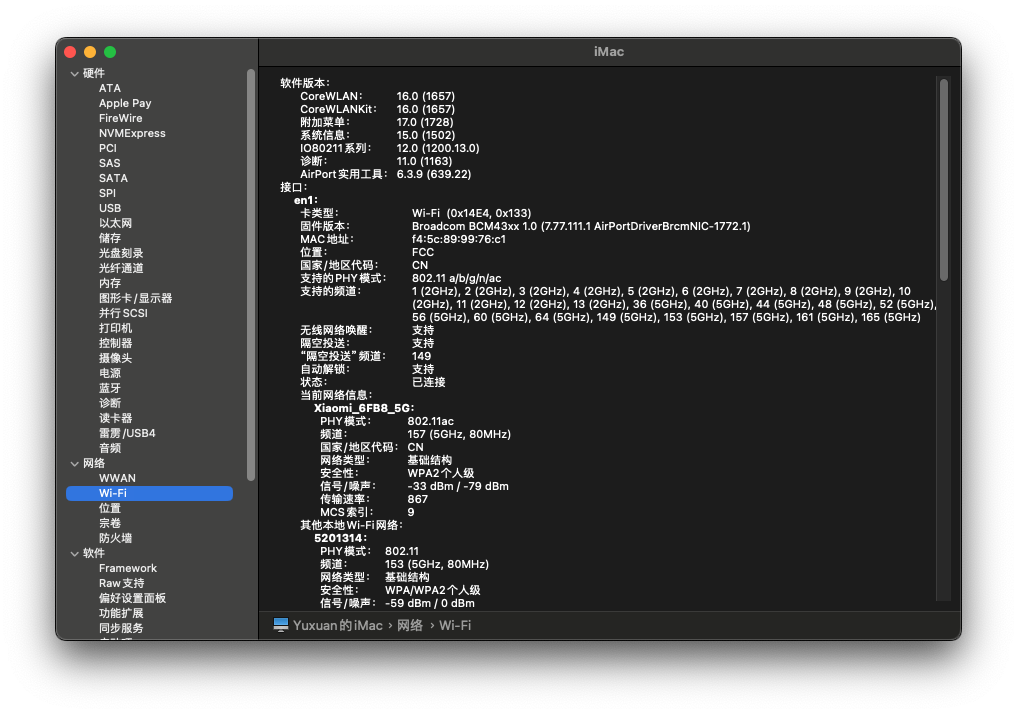 iMac
硬件
ATA
Apple Pay
FireWire
NVMExpress
PCI
SAS
SATA
SPI
USB
以太网
储存
光盘刻录
光纤通道
内存
图形卡/显示器
并行SCSI
打印机
控制器
摄像头
电源
蓝牙
诊断
读卡器
雷雳/USB4
音频
网络
WWAN
Wi-Fi
位置
宗卷
防火墙
软件
Framework
Raw支持
偏好设置面板
功能扩展
同步服务
软件版本：
CoreWLAN： 16.0 (1657)
CoreWLANKit： 16.0 (1657)
附加菜单： 17.0 (1728)
系统信息： 15.0 (1502)
IO80211系列： 12.0 (1200.13.0)
诊断： 11.0 (1163)
AirPort实用工具： 6.3.9 (639.22)
接口：
en1：
卡类型： Wi-Fi (0x14E4, 0x133)
固件版本： Broadcom BCM43xx 1.0 (7.77.111.1 AirPortDriverBrcmNIC-1772.1)
MAC地址： f4:5c:89:99:76:c1
位置： FCC
国家/地区代码： CN
支持的PHY模式： 802.11 a/b/g/n/ac
支持的频道： 1 (2GHz), 2 (2GHz), 3 (2GHz), 4 (2GHz), 5 (2GHz), 6 (2GHz), 7 (2GHz), 8 (2GHz), 9 (2GHz), 10
(2GHz), 11 (2GHz), 12 (2GHz), 13 (2GHz), 36 (5GHz), 40 (5GHz), 44 (5GHz), 48 (5GHz), 52 (5GHz),
56 (5GHz), 60 (5GHz), 64 (5GHz), 149 (5GHz), 153 (5GHz), 157 (5GHz), 161 (5GHz), 165 (5GHz)
无线网络唤醒： 支持
隔空投送： 支持
“隔空投送”频道： 149
自动解锁： 支持
状态： 已连接
当前网络信息：
Xiaomi_6FB8_5G：
PHY模式： 802.11ac
频道： 157 (5GHz, 80MHz)
国家/地区代码： CN
网络类型： 基础结构
安全性： WPA2个人级
信号/噪声： -33 dBm / -79 dBm
传输速率： 867
MCS索引： 9
其他本地Wi-Fi网络：
5201314：
PHY模式： 802.11
频道： 153 (5GHz, 80MHz)
网络类型： 基础结构
安全性： WPA/WPA2个人级
信号/噪声： -59 dBm / 0 dBm
Yuxuan的iMac › 网络 › Wi-Fi